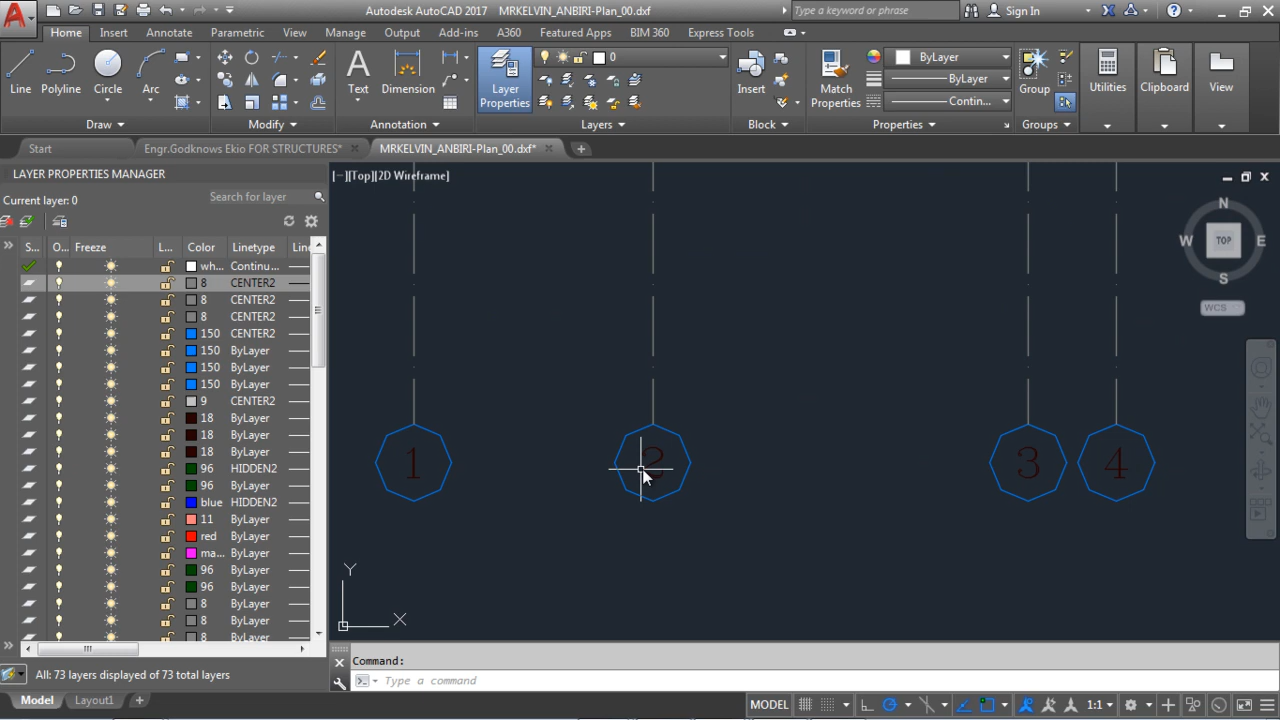 Autodesk AutoCAD 2017 MRKELVIN_ANBIRI-Plan_00.dxf
Type a keyword or phrase
Sign In
Home Insert Annotate Parametric View Manage Output Add-ins A360 Featured Apps BIM 360 Express Tools
Line Polyline Circle Arc
Draw
Modify
Text Dimension
Annotation
Layer Properties
0
Layers
Insert
Block
Match Properties
ByLayer
ByLayer
Contin...
Properties
Group
Groups
Utilities
Clipboard
View
Start
Engr.Godknows Ekio FOR STRUCTURES*
MRKELVIN_ANBIRI-Plan_00.dxf*
LAYER PROPERTIES MANAGER
Current layer: 0
Search for layer
S... O... Freeze L... Color Linetype Line
wh... Continu...
8 CENTER2
8 CENTER2
8 CENTER2
150 CENTER2
150 ByLayer
150 ByLayer
150 ByLayer
9 CENTER2
18 ByLayer
18 ByLayer
18 ByLayer
96 HIDDEN2
96 ByLayer
blue HIDDEN2
11 ByLayer
red ByLayer
ma... ByLayer
96 ByLayer
96 ByLayer
8 ByLayer
8 ByLayer
8 ByLayer
All: 73 layers displayed of 73 total layers
[−][Top][2D Wireframe]
N
W TOP E
S
WCS
1 2 3 4
Y
X
Command:
Type a command
Model Layout1
MODEL
1:1